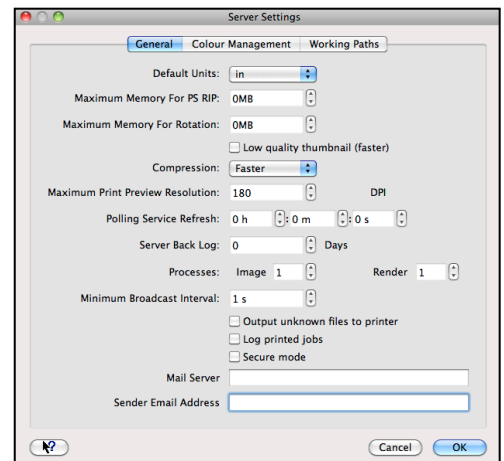 Server Settings
General Colour Management Working Paths
Default Units: in
Maximum Memory For PS RIP: 0MB
Maximum Memory For Rotation: 0MB
Low quality thumbnail (faster)
Compression: Faster
Maximum Print Preview Resolution: 180 DPI
Polling Service Refresh: 0 h : 0 m : 0 s
Server Back Log: 0 Days
Processes: Image 1 Render 1
Minimum Broadcast Interval: 1 s
Output unknown files to printer
Log printed jobs
Secure mode
Mail Server
Sender Email Address
? Cancel OK